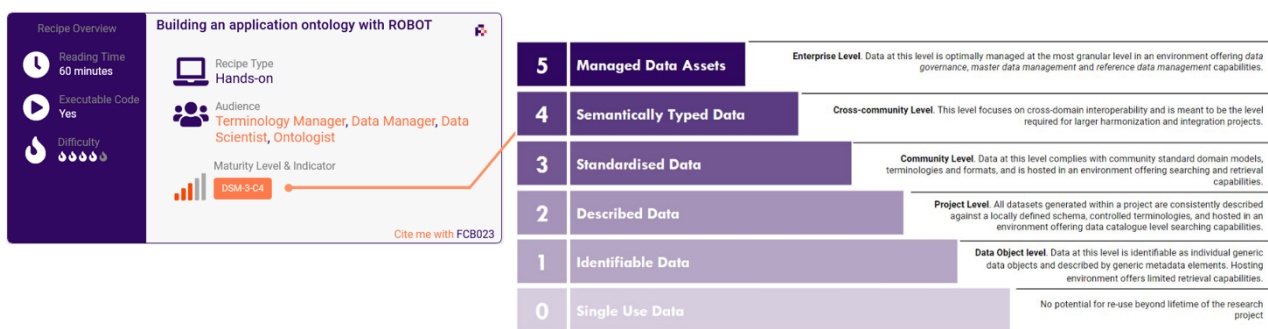 Recipe Overview
Reading Time
60 minutes
Executable Code
Yes
Difficulty
Building an application ontology with ROBOT
Recipe Type
Hands-on
Audience
Terminology Manager, Data Manager, Data
Scientist, Ontologist
Maturity Level & Indicator
DSM-3-C4
Cite me with FCB023
5 Managed Data Assets
Enterprise Level. Data at this level is optimally managed at the most granular level in an environment offering data
governance, master data management and reference data management capabilities.
4 Semantically Typed Data
Cross-community Level. This level focuses on cross-domain interoperability and is meant to be the level
required for larger harmonization and integration projects.
3 Standardised Data
Community Level. Data at this level complies with community standard domain models,
terminologies and formats, and is hosted in an environment offering searching and retrieval
capabilities.
2 Described Data
Project Level. All datasets generated within a project are consistently described
against a locally defined schema, controlled terminologies, and hosted in an
environment offering data catalogue level searching capabilities.
1 Identifiable Data
Data Object level. Data at this level is identifiable as individual generic
data objects and described by generic metadata elements. Hosting
environment offers limited retrieval capabilities.
0 Single Use Data
No potential for re-use beyond lifetime of the research
project